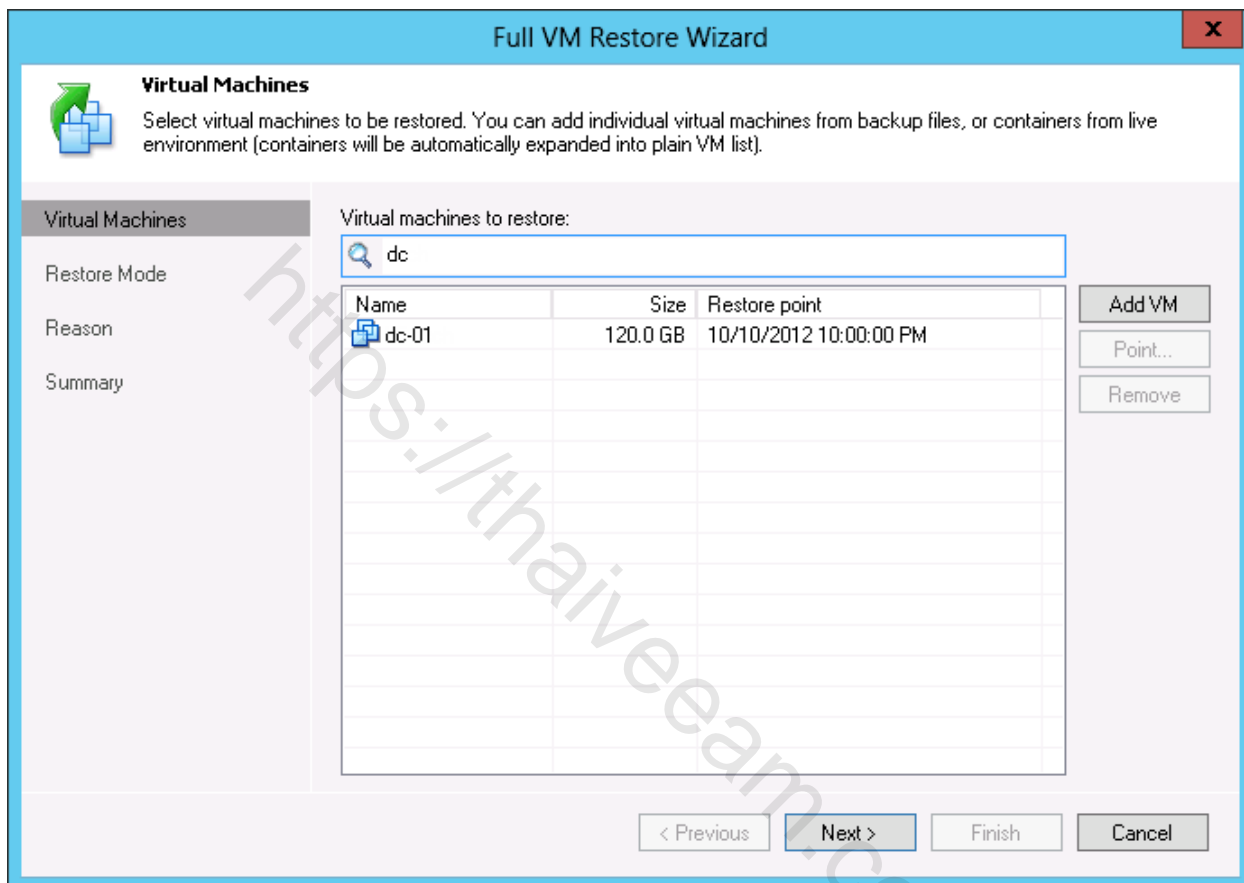 Full VM Restore Wizard
x
Virtual Machines
Select virtual machines to be restored. You can add individual virtual machines from backup files, or containers from live
environment (containers will be automatically expanded into plain VM list).
Virtual Machines
Restore Mode
Reason
Summary
Virtual machines to restore:
dc
Name Size Restore point
dc-01 120.0 GB 10/10/2012 10:00:00 PM
Add VM
Point...
Remove
< Previous Next > Finish Cancel
https://thaiveeam.co